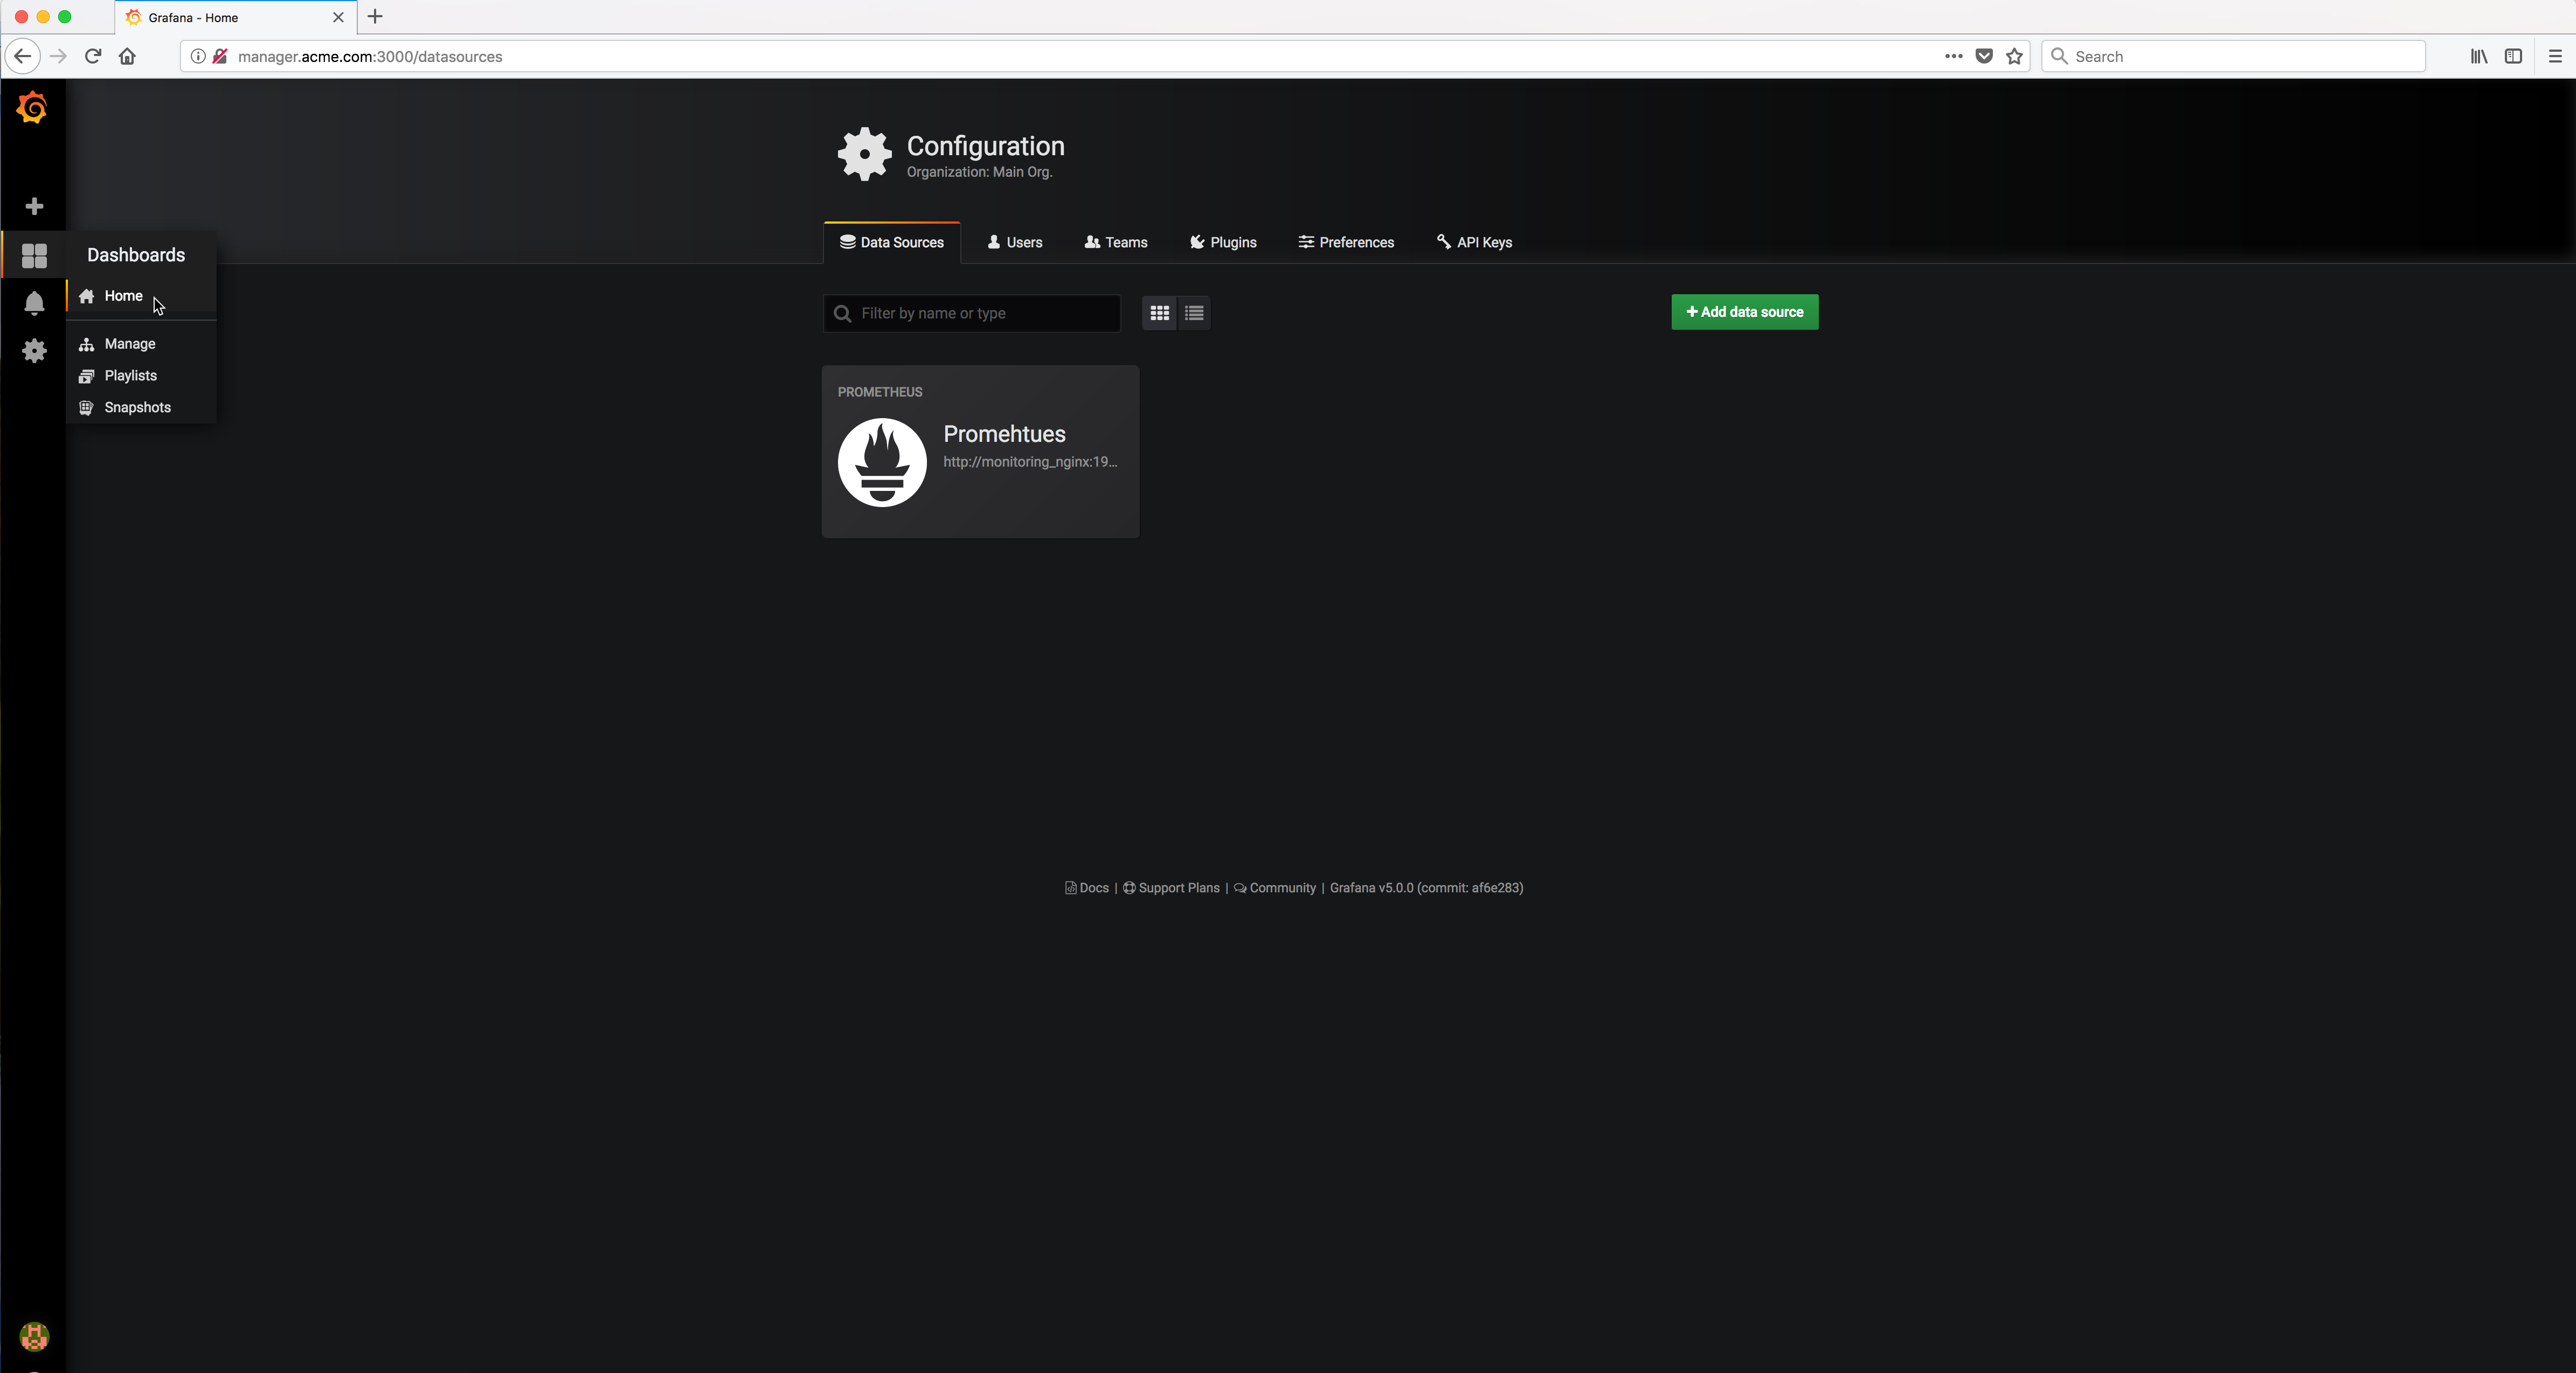 Grafana - Home
manager.acme.com:3000/datasources
Search
Configuration
Organization: Main Org.
Data Sources
Users
Teams
Plugins
Preferences
API Keys
Dashboards
Home
Manage
Playlists
Snapshots
Filter by name or type
Add data source
PROMETHEUS
Promehtues
http://monitoring_nginx:19...
Docs | Support Plans | Community | Grafana v5.0.0 (commit: af6e283)